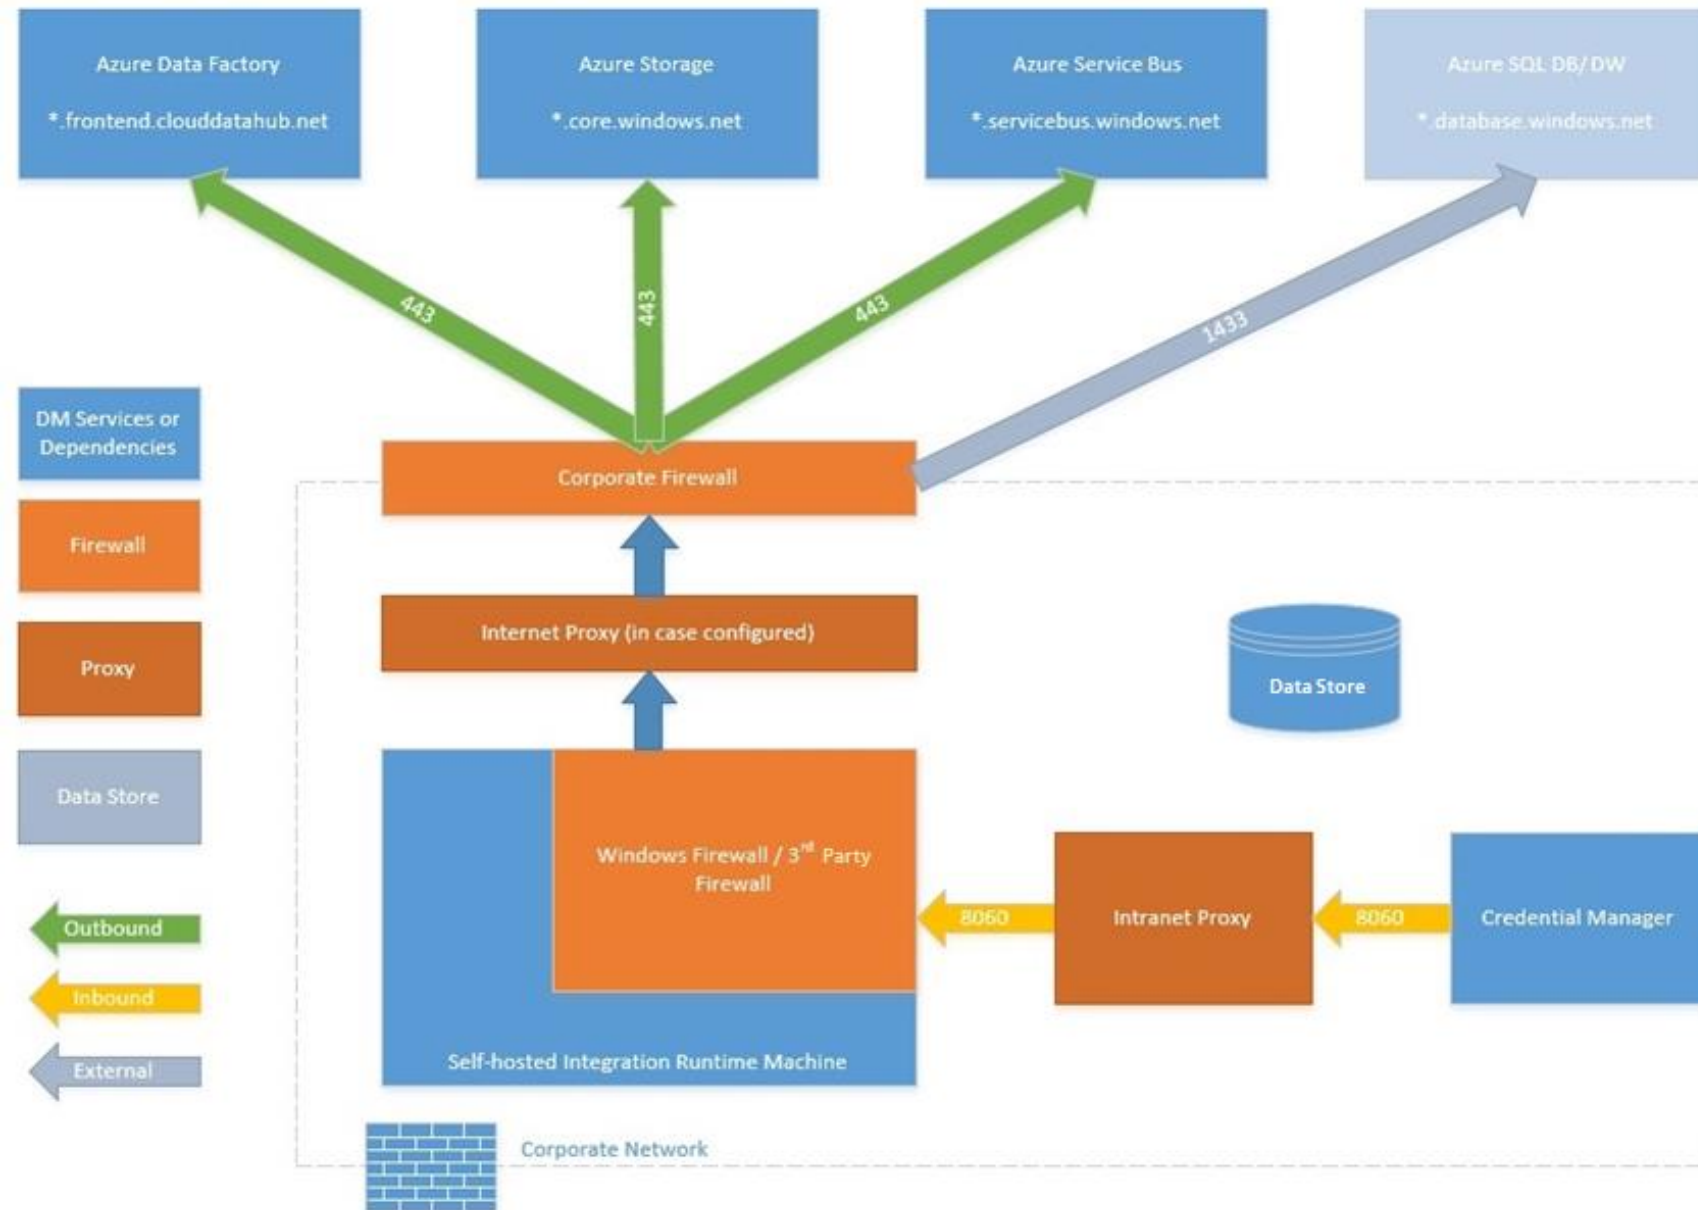 Azure Data Factory
*.frontend.clouddatahub.net
Azure Storage
*.core.windows.net
Azure Service Bus
*.servicebus.windows.net
Azure SQL DB/ DW
*.database.windows.net
443
443
443
1433
DM Services or
Dependencies
Firewall
Proxy
Data Store
Outbound
Inbound
External
Corporate Firewall
Internet Proxy (in case configured)
Data Store
Windows Firewall / 3rd Party
Firewall
8060
Intranet Proxy
8060
Credential Manager
Self-hosted Integration Runtime Machine
Corporate Network